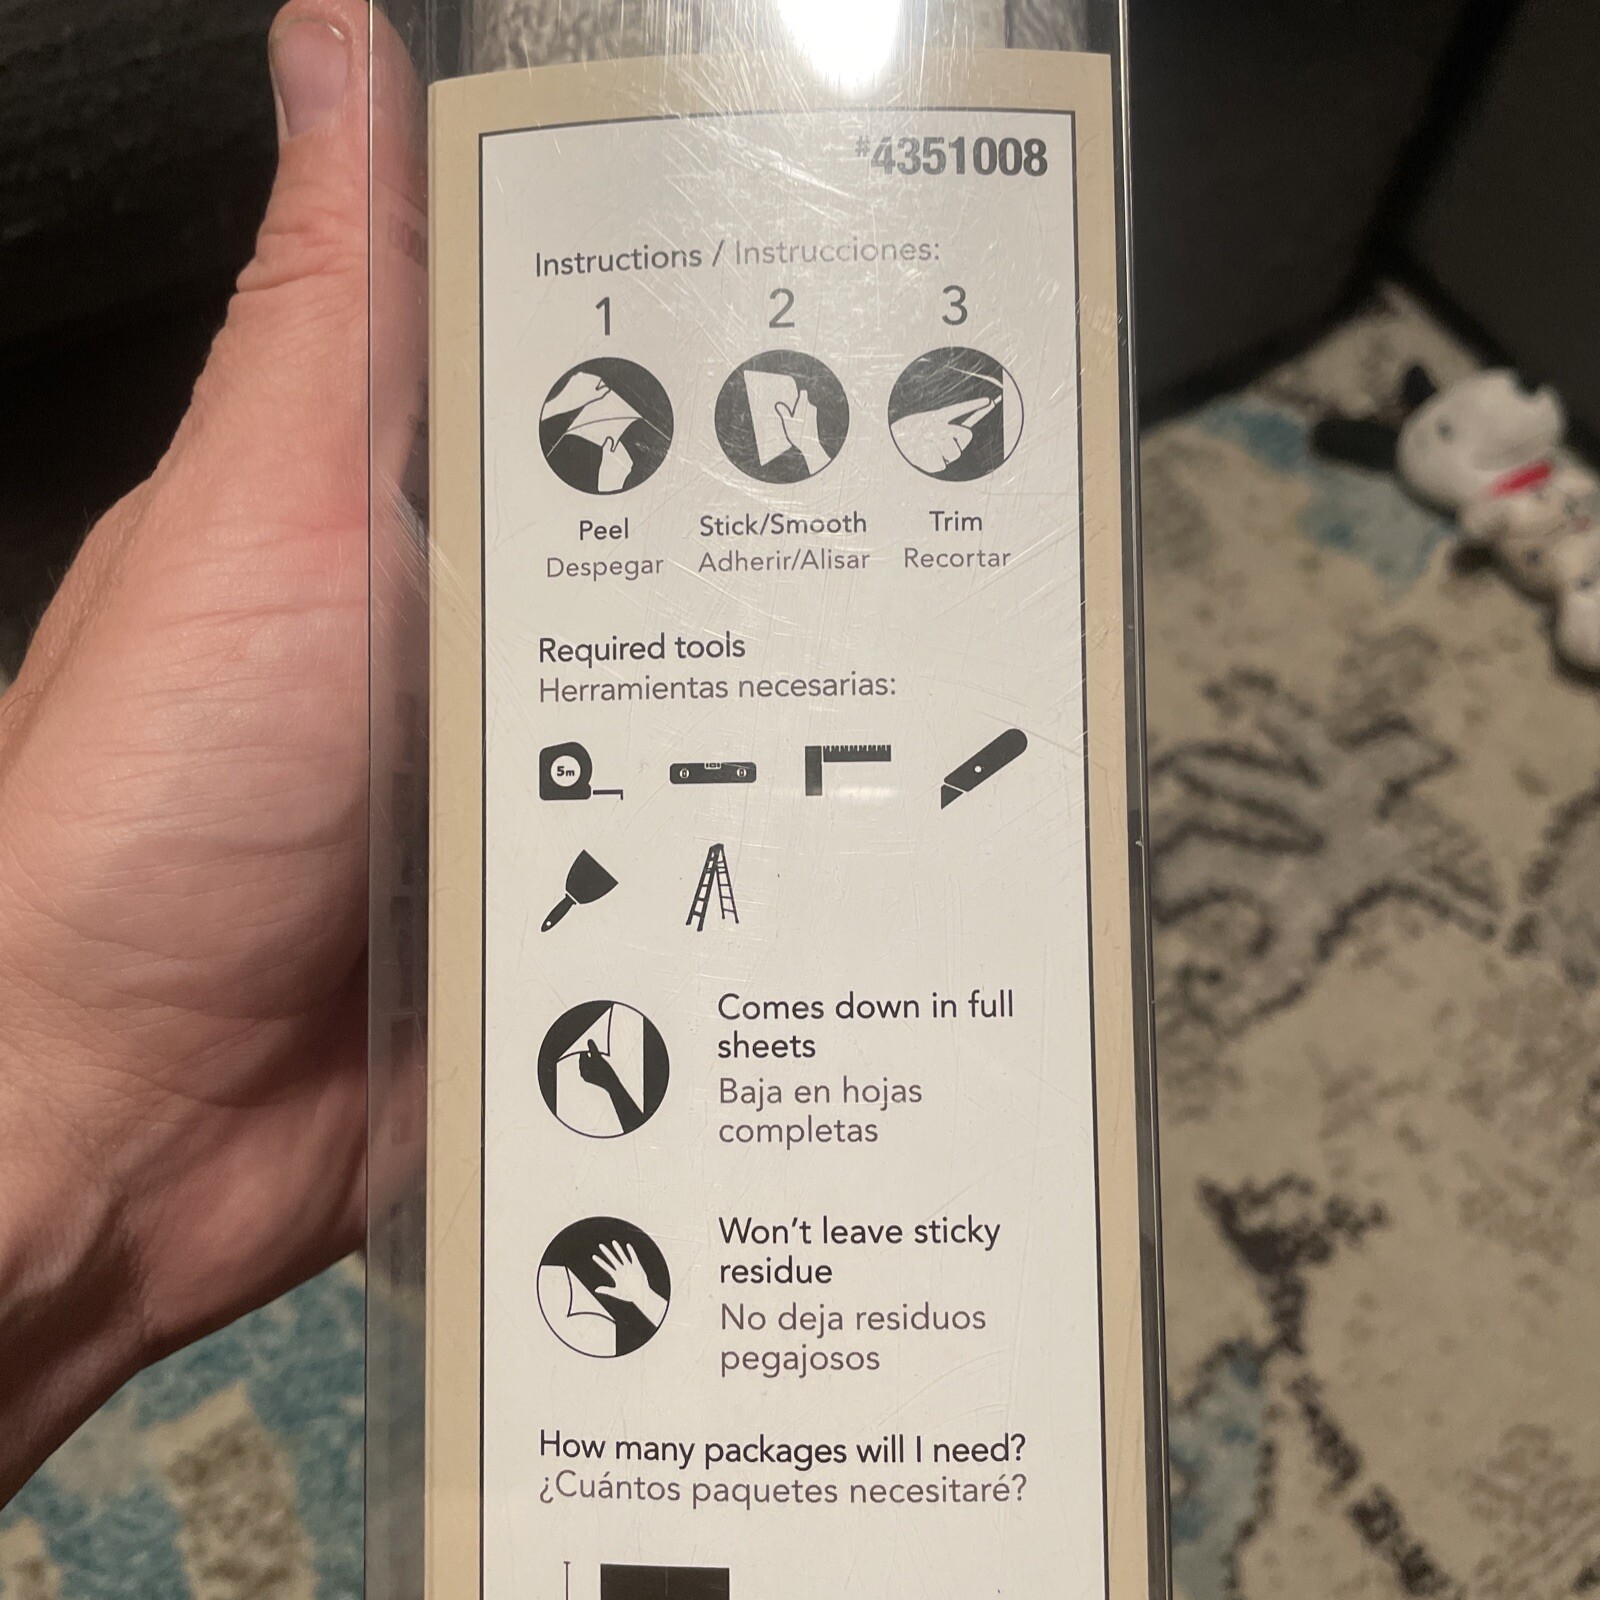 #4351008
Instructions / Instrucciones:
1 2 3
Peel Stick/Smooth Trim
Despegar Adherir/Alisar Recortar
Required tools
Herramientas necesarias:
5m
Comes down in full
sheets
Baja en hojas
completas
Won't leave sticky
residue
No deja residuos
pegajosos
How many packages will I need?
¿Cuántos paquetes necesitaré?